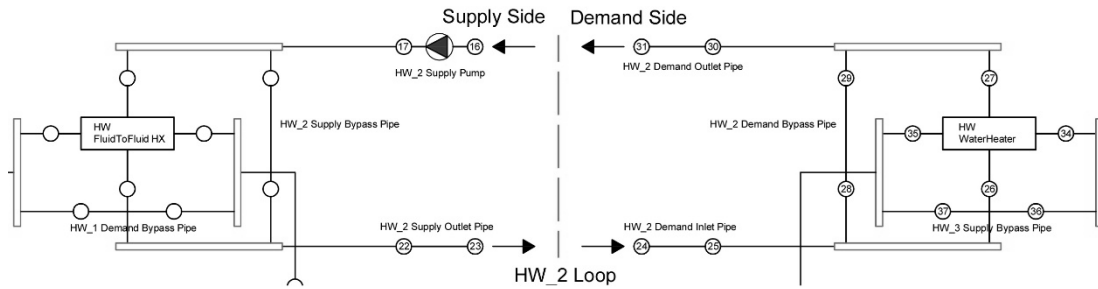 Supply Side Demand Side
17 16 31 30
HW_2 Supply Pump HW_2 Demand Outlet Pipe
29 27
HW
FluidToFluid HX
HW_2 Supply Bypass Pipe HW_2 Demand Bypass Pipe
35 HW
WaterHeater 34
28 26
37 36
HW_1 Demand Bypass Pipe HW_2 Supply Outlet Pipe HW_2 Demand Inlet Pipe HW_3 Supply Bypass Pipe
22 23 24 25
HW_2 Loop